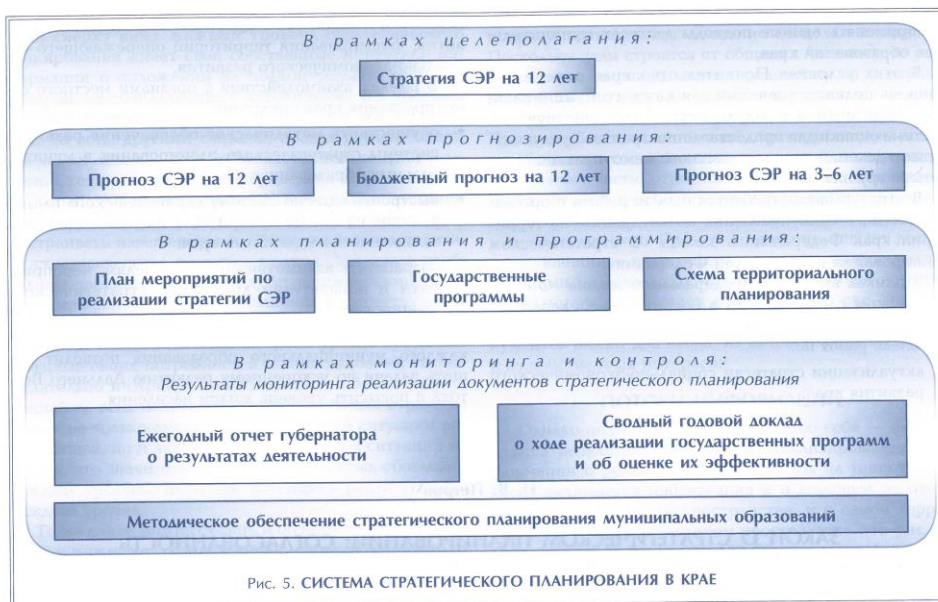 В рамках целеполагания:
Стратегия СЭР на 12 лет
В рамках прогнозирования:
Прогноз СЭР на 12 лет
Бюджетный прогноз на 12 лет
Прогноз СЭР на 3–6 лет
В рамках планирования и программирования:
План мероприятий по
реализации стратегии СЭР
Государственные
программы
Схема территориального
планирования
В рамках мониторинга и контроля:
Результаты мониторинга реализации документов стратегического планирования
Ежегодный отчет губернатора
о результатах деятельности
Сводный годовой доклад
о ходе реализации государственных программ
и об оценке их эффективности
Методическое обеспечение стратегического планирования муниципальных образований
Рис. 5. СИСТЕМА СТРАТЕГИЧЕСКОГО ПЛАНИРОВАНИЯ В КРАЕ